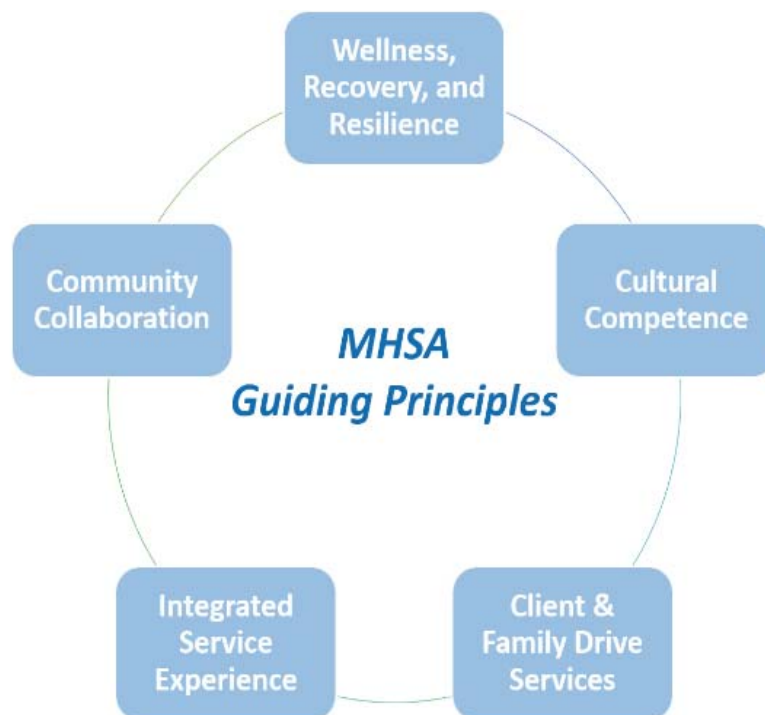 Wellness,
Recovery, and
Resilience
Cultural
Competence
Client &
Family Drive
Services
Integrated
Service
Experience
Community
Collaboration
MHSA
Guiding Principles